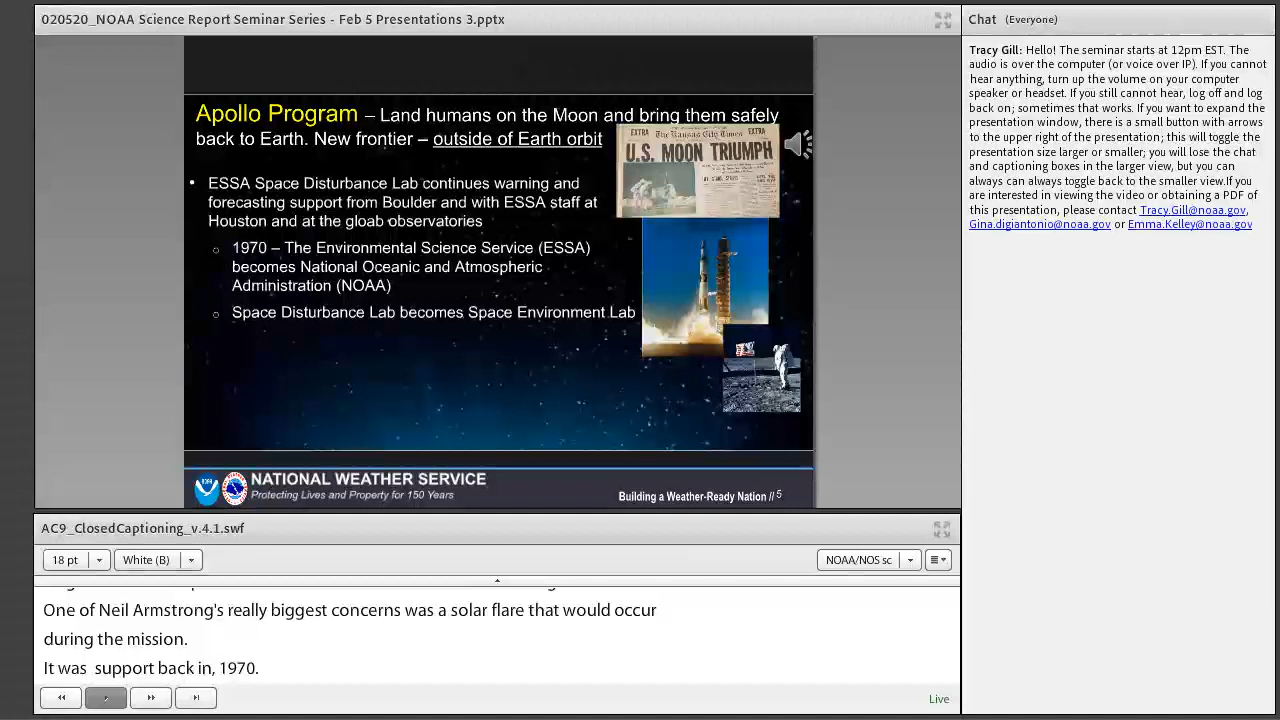 020520_NOAA Science Report Seminar Series - Feb 5 Presentations 3.pptx
Apollo Program – Land humans on the Moon and bring them safely
back to Earth. New frontier – outside of Earth orbit
EXTRA The Kansas City Times EXTRA
U.S. MOON TRIUMPH
• ESSA Space Disturbance Lab continues warning and
forecasting support from Boulder and with ESSA staff at
Houston and at the gloab observatories
○ 1970 – The Environmental Science Service (ESSA)
becomes National Oceanic and Atmospheric
Administration (NOAA)
○ Space Disturbance Lab becomes Space Environment Lab
NATIONAL WEATHER SERVICE
Protecting Lives and Property for 150 Years
Building a Weather-Ready Nation // 5
AC9_ClosedCaptioning_v.4.1.swf
18 pt
White (B)
NOAA/NOS sc
One of Neil Armstrong's really biggest concerns was a solar flare that would occur
during the mission.
It was  support back in, 1970.
Live
Chat (Everyone)
Tracy Gill: Hello! The seminar starts at 12pm EST. The
audio is over the computer (or voice over IP). If you cannot
hear anything, turn up the volume on your computer
speaker or headset. If you still cannot hear, log off and log
back on; sometimes that works. If you want to expand the
presentation window, there is a small button with arrows
to the upper right of the presentation; this will toggle the
presentation size larger or smaller; you will lose the chat
and captioning boxes in the larger view, but you can
always can always toggle back to the smaller view.If you
are interested in viewing the video or obtaining a PDF of
this presentation, please contact Tracy.Gill@noaa.gov,
Gina.digiantonio@noaa.gov or Emma.Kelley@noaa.gov